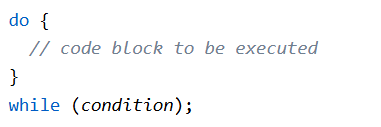 do {
  // code block to be executed
}
while (condition);